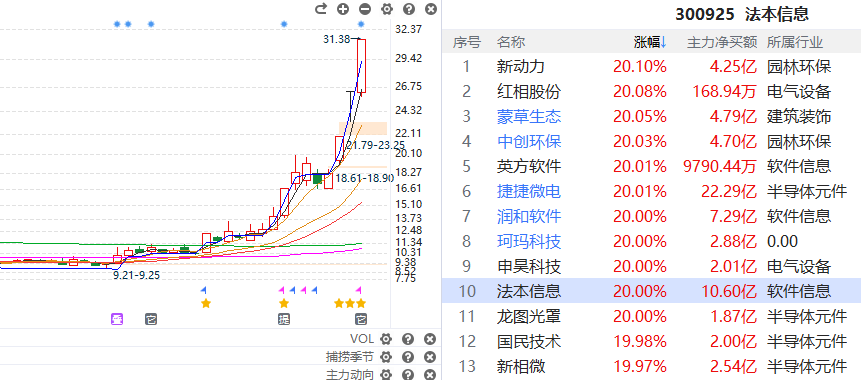 300925 法本信息
序号 名称 涨幅↓ 主力净买额 所属行业
1 新动力 20.10% 4.25亿 园林环保
2 红相股份 20.08% 168.94万 电气设备
3 蒙草生态 20.05% 4.79亿 建筑装饰
4 中创环保 20.03% 4.70亿 园林环保
5 英方软件 20.01% 9790.44万 软件信息
6 捷捷微电 20.01% 22.29亿 半导体元件
7 润和软件 20.00% 7.29亿 软件信息
8 珂玛科技 20.00% 2.88亿 0.00
9 申昊科技 20.00% 2.01亿 电气设备
10 法本信息 20.00% 10.60亿 软件信息
11 龙图光罩 20.00% 1.87亿 半导体元件
12 国民技术 19.98% 2.00亿 半导体元件
13 新相微 19.97% 2.54亿 半导体元件
31.38
21.79-23.25
18.61-18.90
9.21-9.25
32.37
29.42
26.75
24.32
22.11
20.10
18.27
16.61
15.10
13.73
12.48
11.34
10.31
9.38
8.52
7.75
VOL
捕捞季节
主力动向